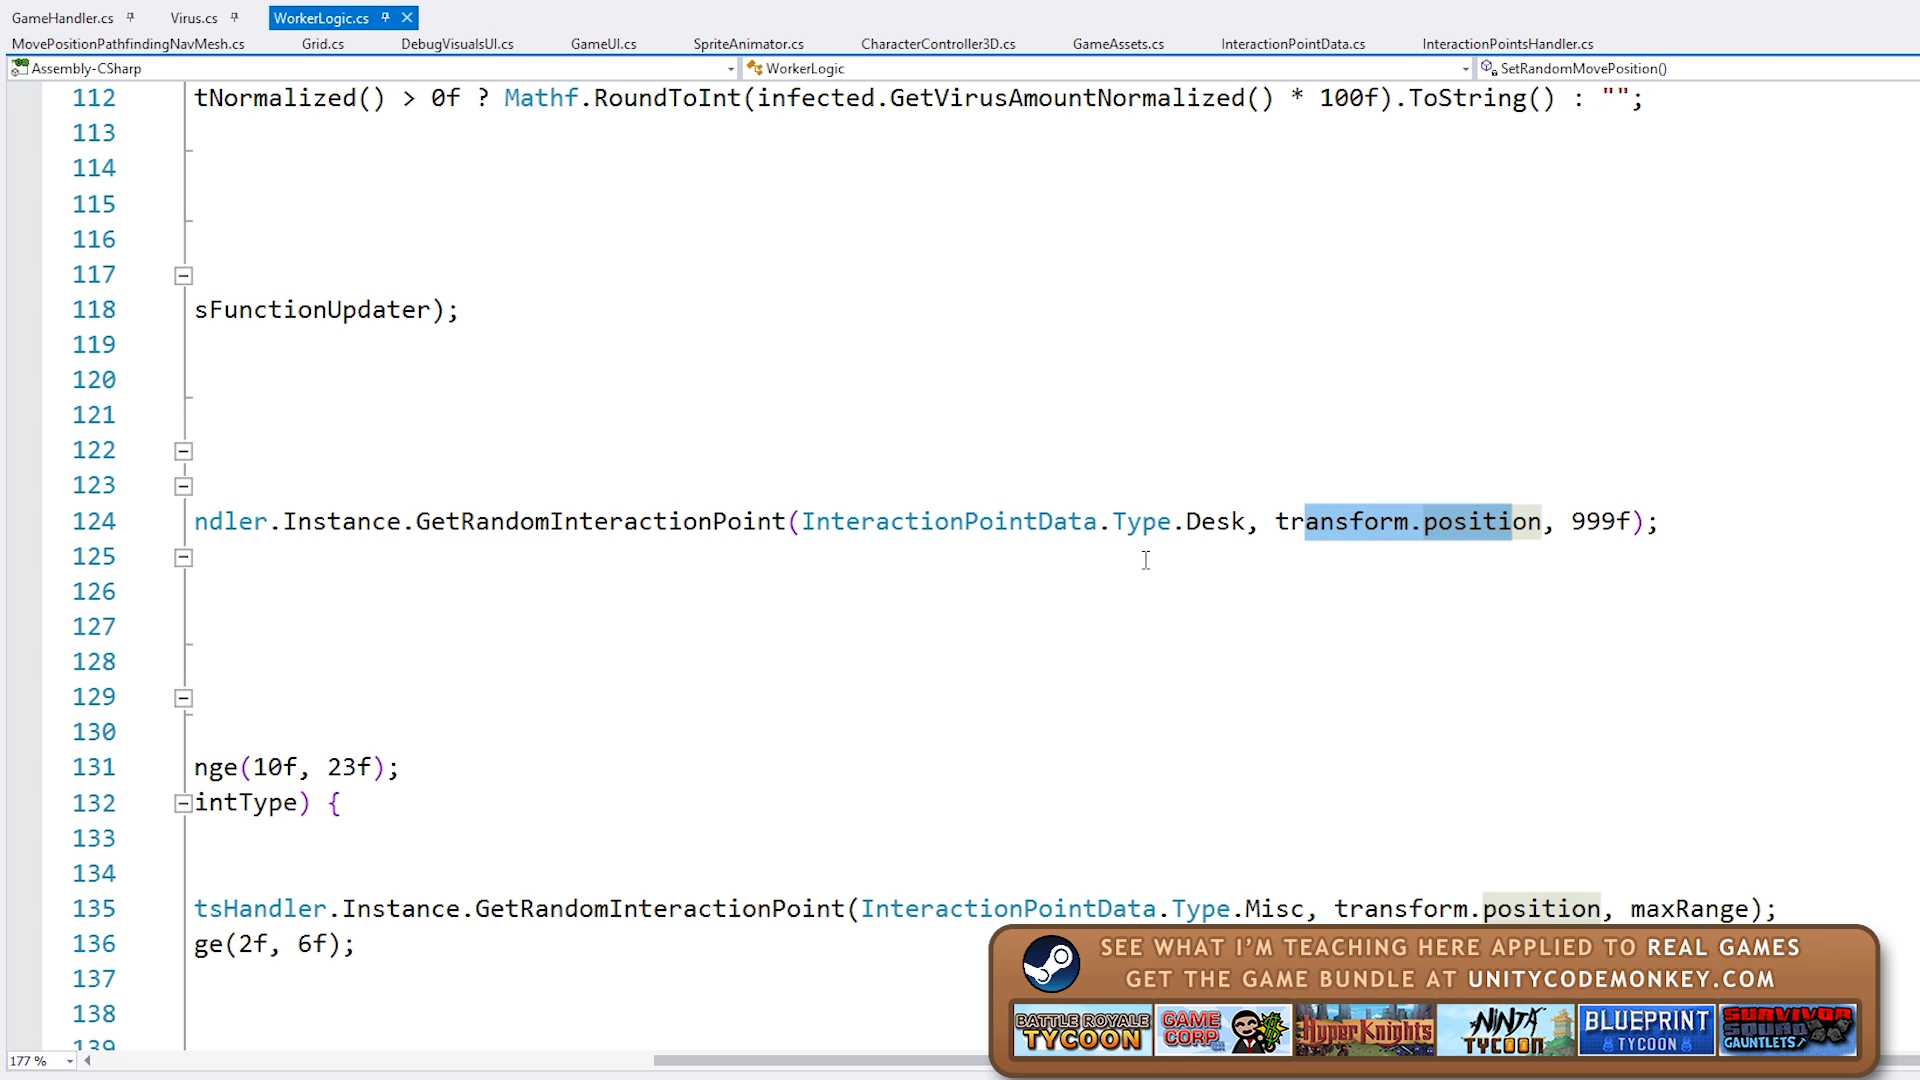 GameHandler.cs Virus.cs WorkerLogic.cs
MovePositionPathfindingNavMesh.cs Grid.cs DebugVisualsUI.cs GameUI.cs SpriteAnimator.cs CharacterController3D.cs GameAssets.cs InteractionPointData.cs InteractionPointsHandler.cs
Assembly-CSharp WorkerLogic SetRandomMovePosition()
112 tNormalized() > 0f ? Mathf.RoundToInt(infected.GetVirusAmountNormalized() * 100f).ToString() : "";
113
114
115
116
117
118 sFunctionUpdater);
119
120
121
122
123
124 ndler.Instance.GetRandomInteractionPoint(InteractionPointData.Type.Desk, transform.position, 999f);
125
126
127
128
129
130
131 nge(10f, 23f);
132 intType) {
133
134
135 tsHandler.Instance.GetRandomInteractionPoint(InteractionPointData.Type.Misc, transform.position, maxRange);
136 ge(2f, 6f);
137
138
139
177 %
SEE WHAT I'M TEACHING HERE APPLIED TO REAL GAMES
GET THE GAME BUNDLE AT UNITYCODEMONKEY.COM
BATTLE ROYALE TYCOON
GAME CORP
HYPER KNIGHTS
NINJA TYCOON
BLUEPRINT TYCOON
SURVIVOR SQUAD GAUNTLETS